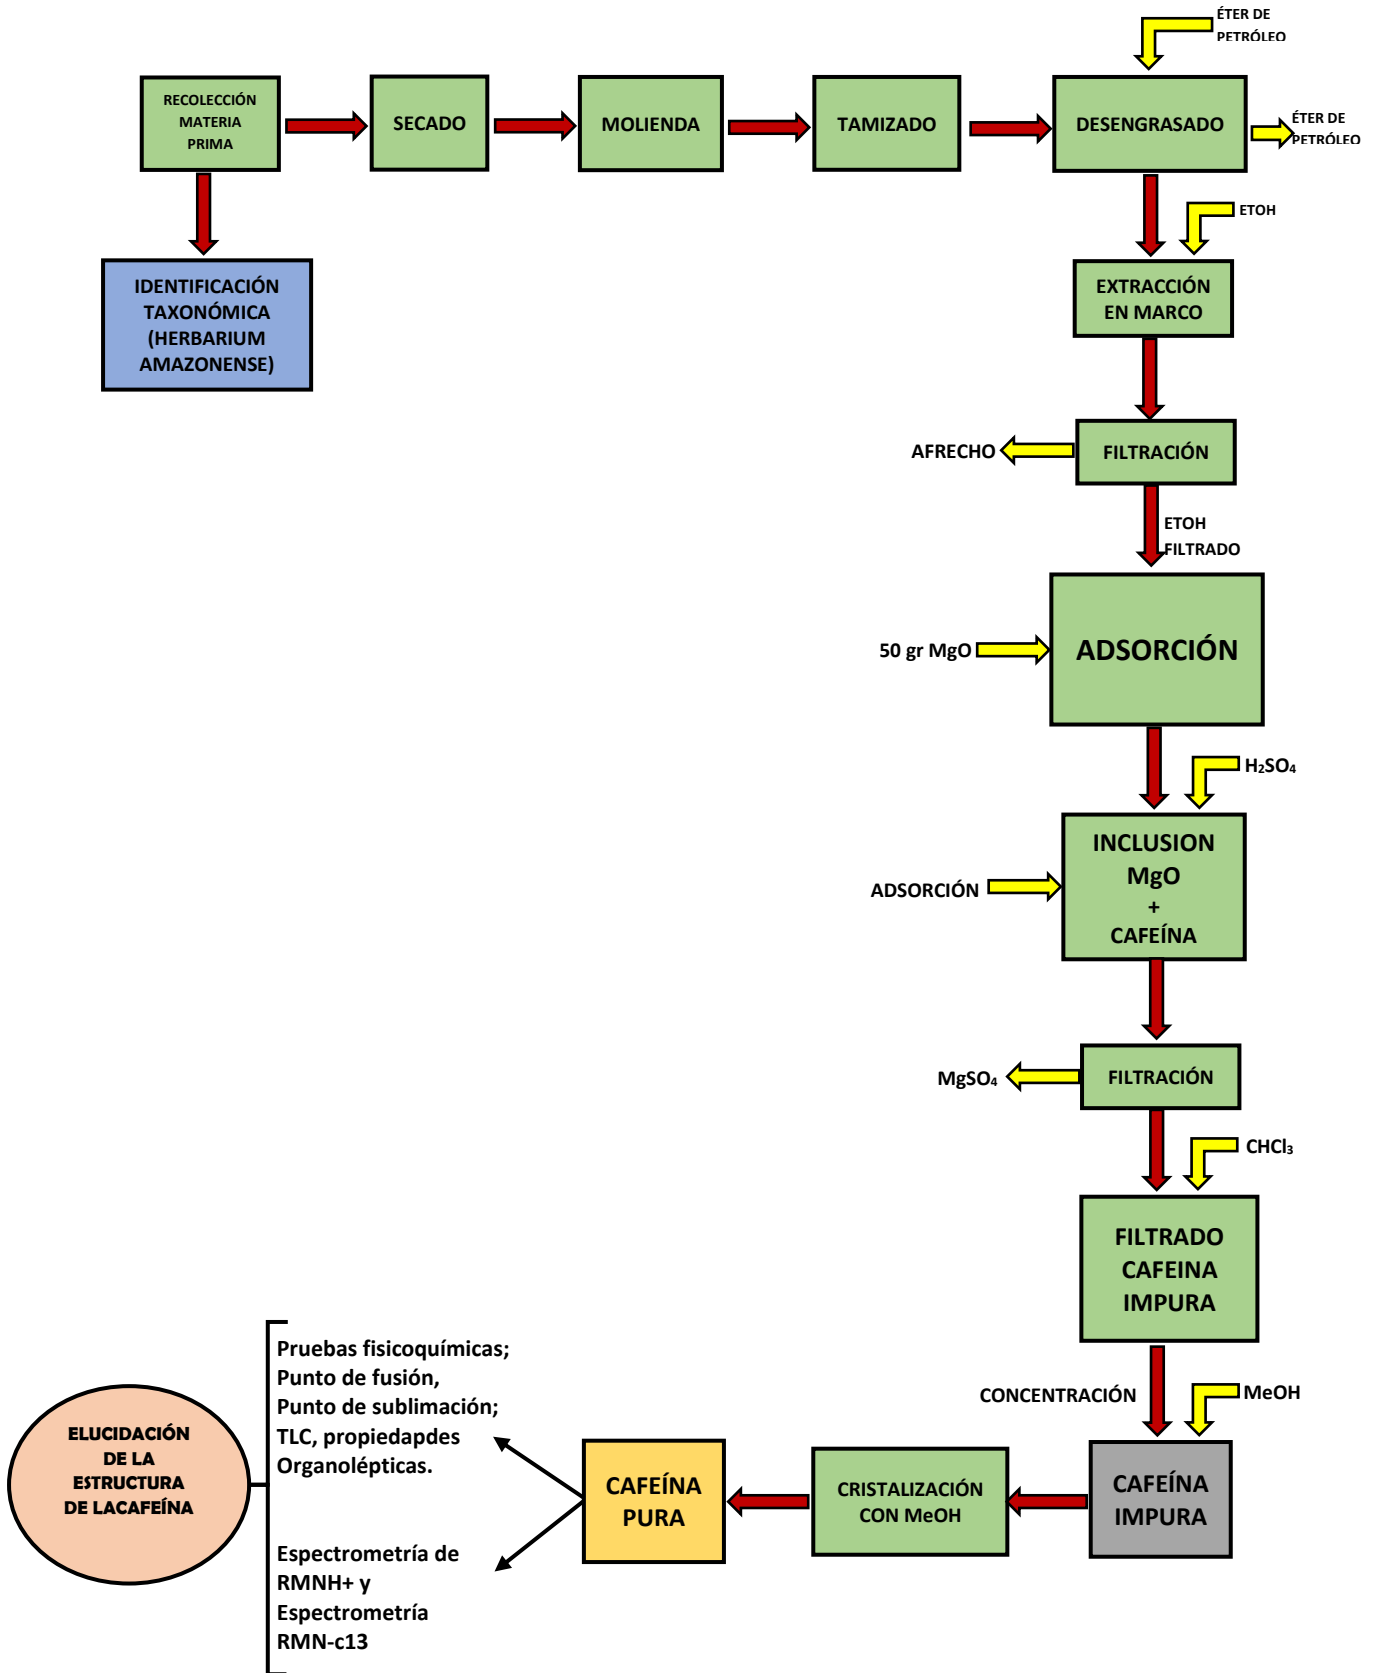 ÉTER DE
PETRÓLEO
RECOLECCIÓN
MATERIA
PRIMA
SECADO
MOLIENDA
TAMIZADO
DESENGRASADO
ÉTER DE
PETRÓLEO
ETOH
IDENTIFICACIÓN
TAXONÓMICA
(HERBARIUM
AMAZONENSE)
EXTRACCIÓN
EN MARCO
AFRECHO
FILTRACIÓN
ETOH
FILTRADO
50 gr MgO
ADSORCIÓN
H₂SO₄
INCLUSION
MgO
+
CAFEÍNA
ADSORCIÓN
MgSO₄
FILTRACIÓN
CHCl₃
FILTRADO
CAFEINA
IMPURA
CONCENTRACIÓN
MeOH
CAFEÍNA
IMPURA
CRISTALIZACIÓN
CON MeOH
CAFEÍNA
PURA
Pruebas fisicoquímicas;
Punto de fusión,
Punto de sublimación;
TLC, propiedapdes
Organolépticas.
Espectrometría de
RMNH+ y
Espectrometría
RMN-c13
ELUCIDACIÓN
DE LA
ESTRUCTURA
DE LACAFEÍNA